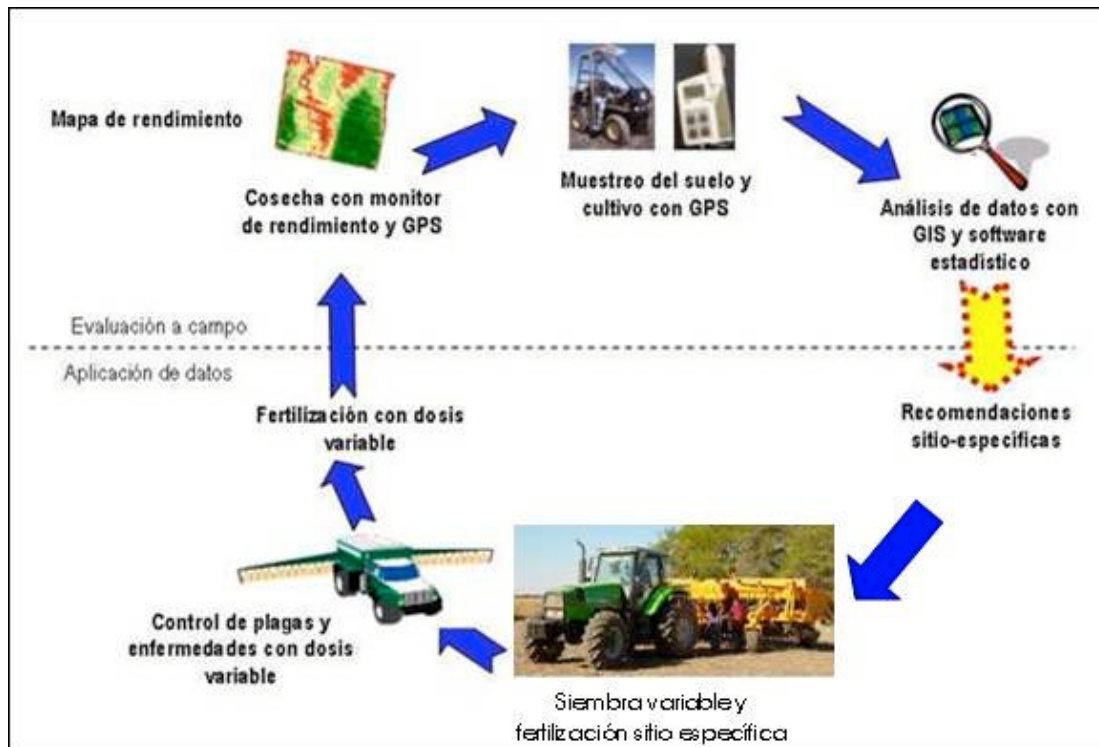 Mapa de rendimiento
Cosecha con monitor
de rendimiento y GPS
Muestreo del suelo y
cultivo con GPS
Análisis de datos con
GIS y software
estadístico
Evaluación a campo
Aplicación de datos
Recomendaciones
sitio-específicas
Fertilización con dosis
variable
Control de plagas y
enfermedades con dosis
variable
Siembra variable y
fertilización sitio específica